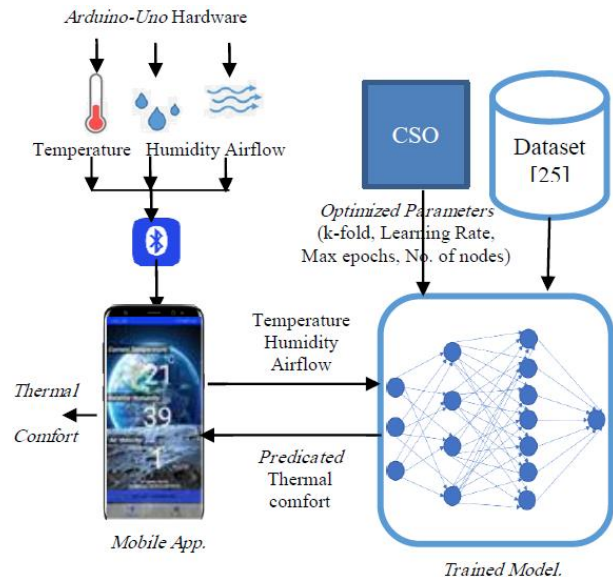 Arduino-Uno Hardware
Temperature Humidity Airflow
CSO
Dataset
[25]
Optimized Parameters
(k-fold, Learning Rate,
Max epochs, No. of nodes)
21
39
1
Temperature
Humidity
Airflow
Thermal
Comfort
Predicated
Thermal
comfort
Mobile App.
Trained Model.